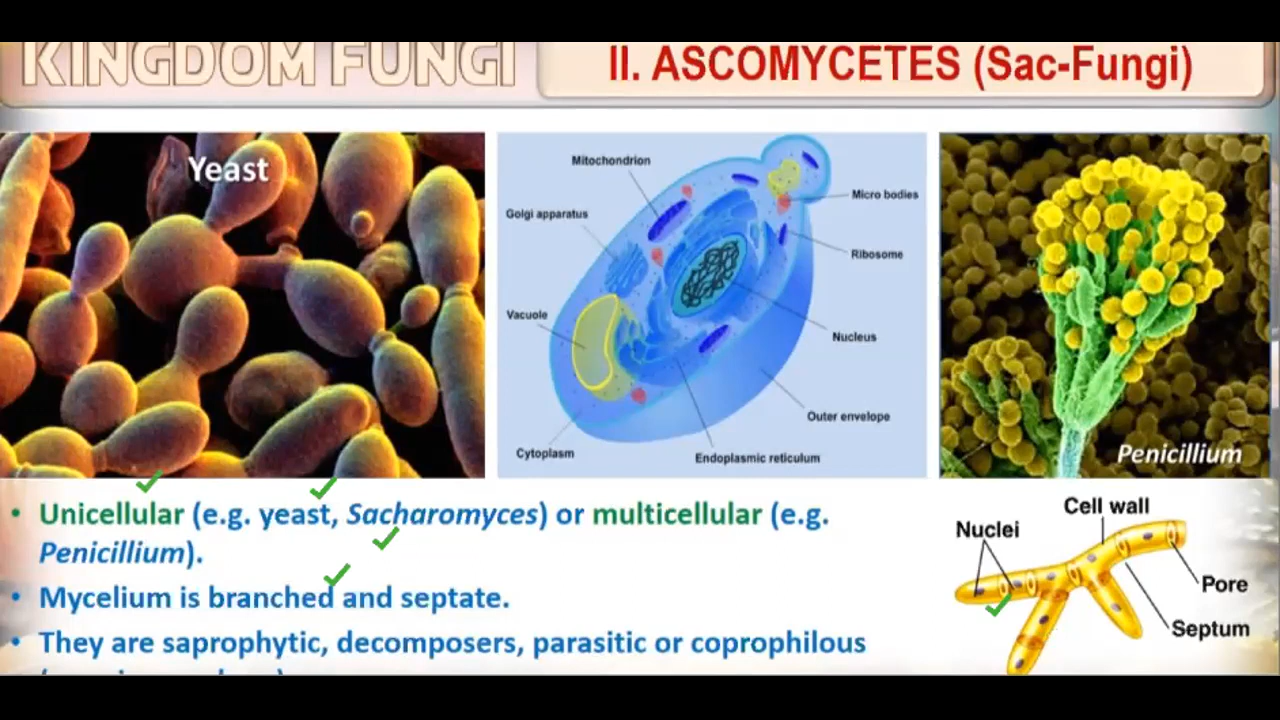 KINGDOM FUNGI
II. ASCOMYCETES (Sac-Fungi)
Yeast
Mitochondrion
Golgi apparatus
Vacuole
Cytoplasm
Micro bodies
Ribosome
Nucleus
Outer envelope
Endoplasmic reticulum
Penicillium
• Unicellular (e.g. yeast, Sacharomyces) or multicellular (e.g.
Penicillium).
• Mycelium is branched and septate.
• They are saprophytic, decomposers, parasitic or coprophilous
Cell wall
Nuclei
Pore
Septum